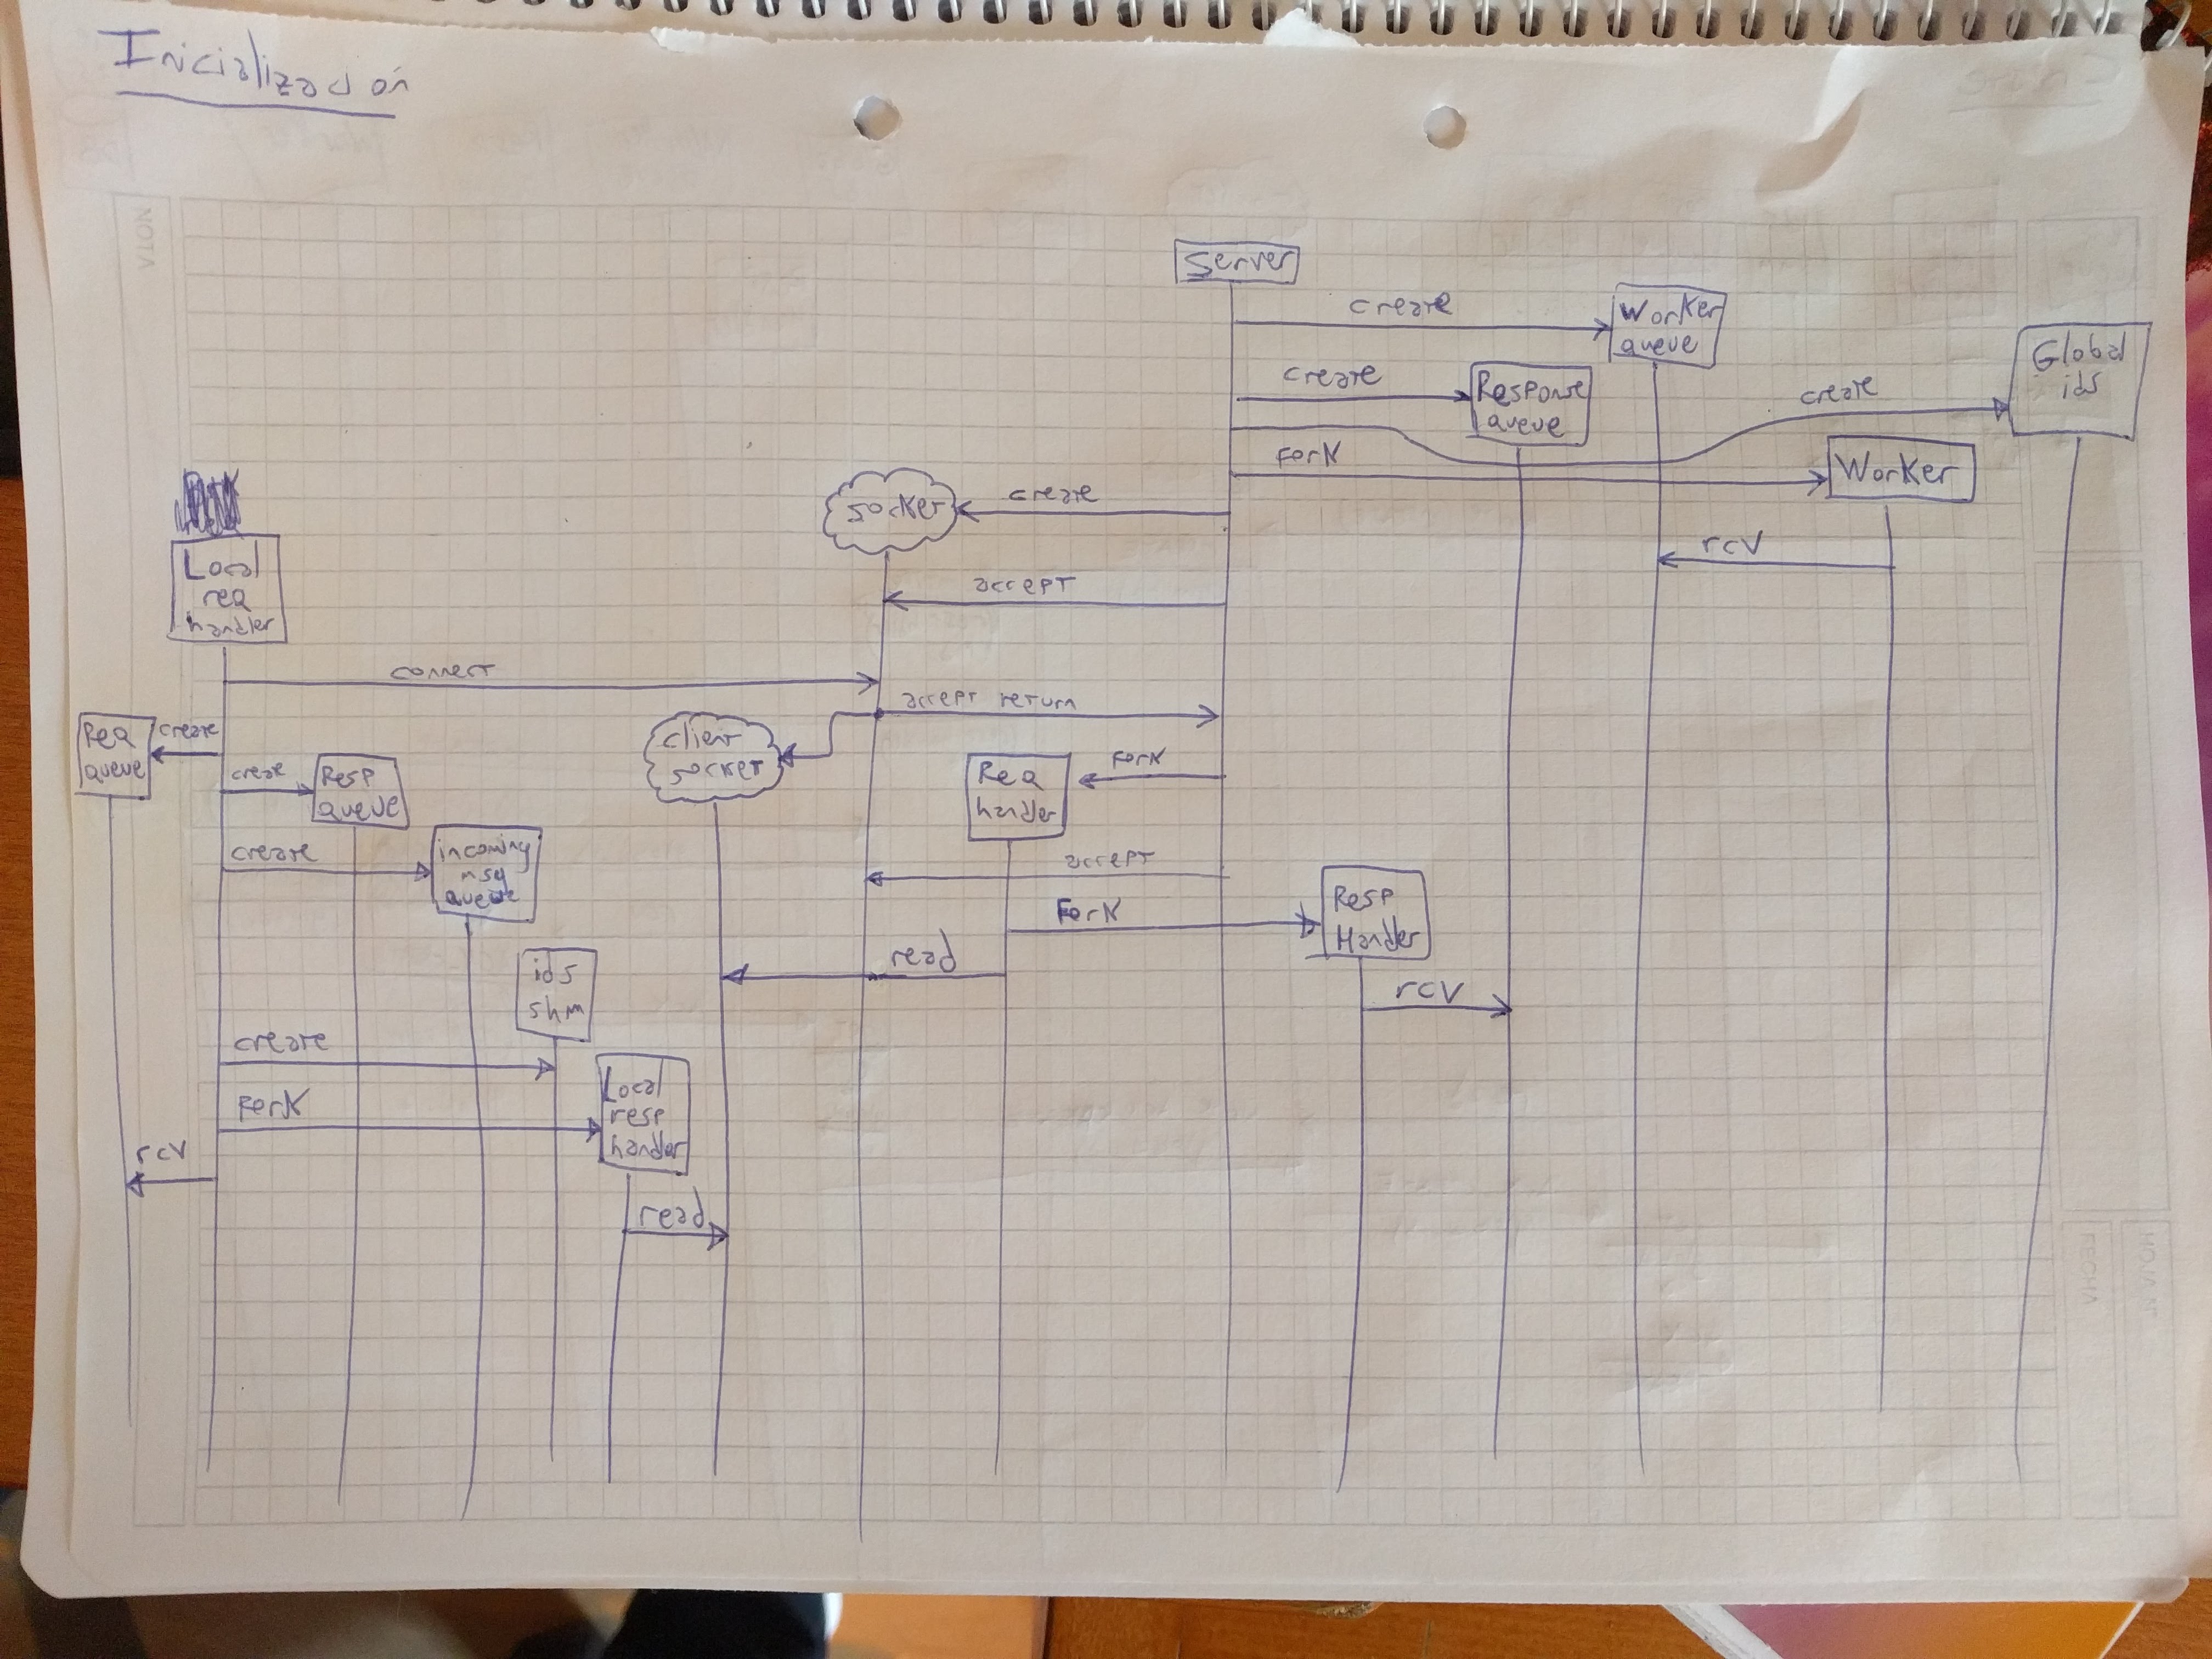 Inicialización
Server
create
Worker
queue
Global
ids
create
Response
queue
create
Fork
Worker
socket
create
rcv
Local
req
handler
accept
connect
accept return
Req
queue
create
client
socket
Fork
create
Resp
queue
Req
handler
create
incoming
msg
queue
accept
Resp
Hander
Fork
read
ids
shm
rcv
create
Local
resp
handler
Fork
rcv
read
NOTA
FECHA
HOJA Nº